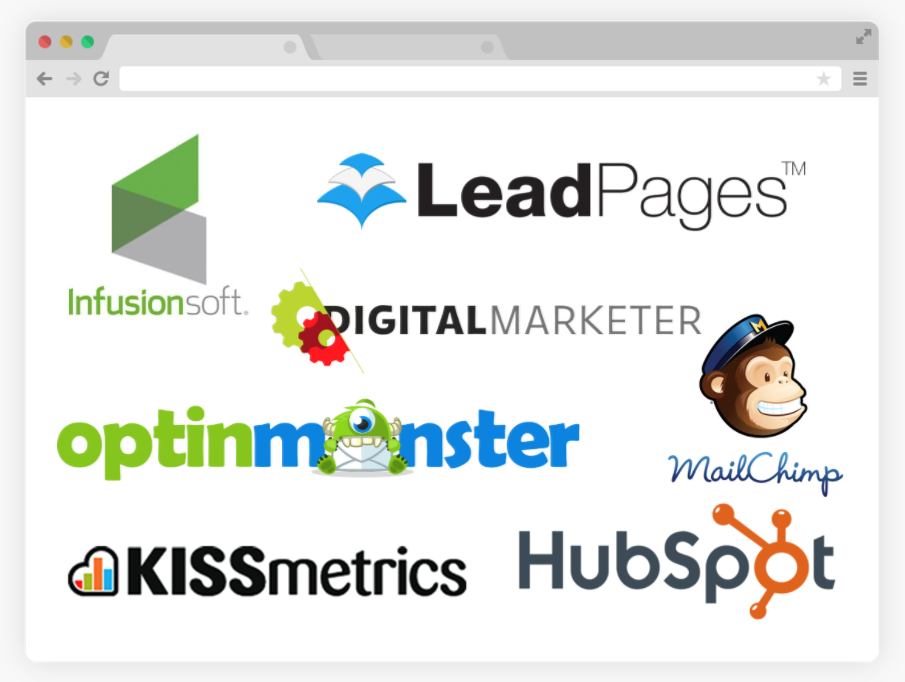 LeadPages™
Infusionsoft.
DIGITALMARKETER
M
optinmonster
MailChimp
KISSmetrics
HubSpot